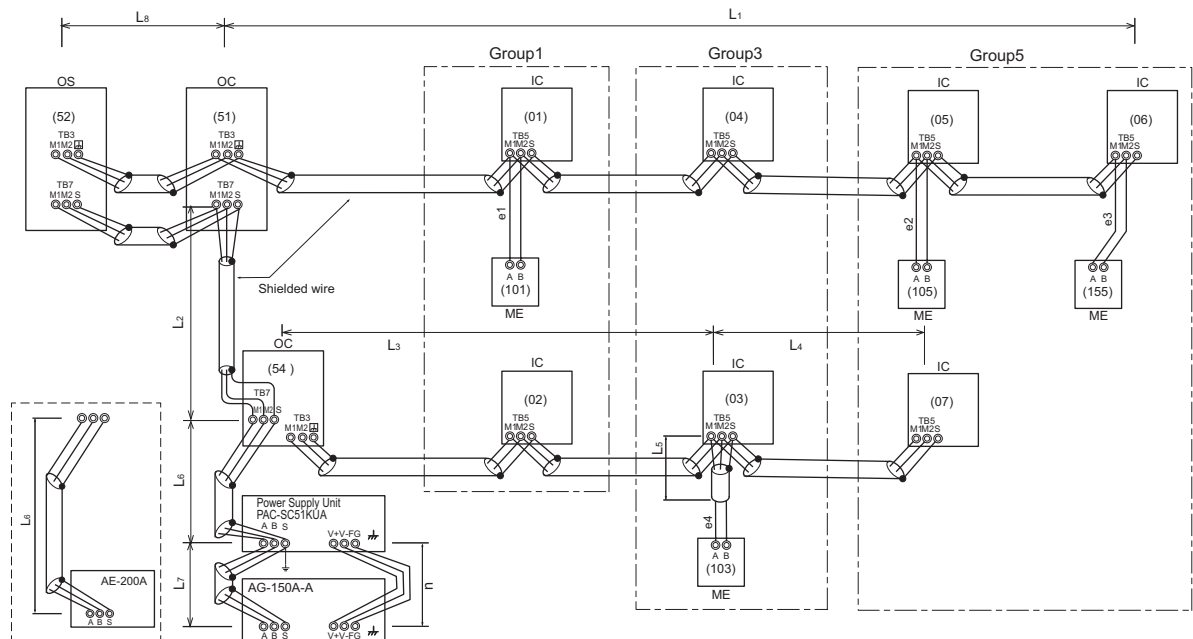 L8
L1
Group1
Group3
Group5
OS
OC
IC
IC
IC
IC
(52)
(51)
(01)
(04)
(05)
(06)
TB3
TB3
TB5
TB5
TB5
TB5
M1M2
M1M2
M1M2S
M1M2S
M1M2S
M1M2S
TB7
TB7
M1M2 S
M1M2 S
e1
e2
e3
Shielded wire
A B
(101)
ME
A B
(105)
ME
A B
(155)
ME
L2
L3
L4
OC
IC
IC
IC
(54 )
(02)
(03)
(07)
TB7
M1M2 S
TB3
M1M2
TB5
M1M2S
TB5
M1M2S
TB5
M1M2S
L5
L6
L6
Power Supply Unit
PAC-SC51KUA
A B S
V+V-FG
e4
A B
(103)
ME
L7
n
AE-200A
A B S
AG-150A-A
A B S
V+V-FG